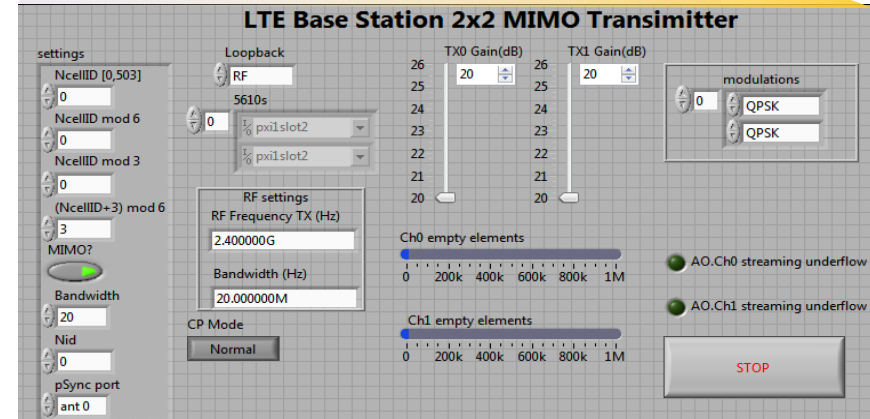 LTE Base Station 2x2 MIMO Transimitter
settings
NcellID [0,503]
0
NcellID mod 6
0
NcellID mod 3
0
(NcellID+3) mod 6
3
MIMO?
Bandwidth
20
Nid
0
pSync port
ant 0
Loopback
RF
5610s
0
pxi1slot2
pxi1slot2
RF settings
RF Frequency TX (Hz)
2.400000G
Bandwidth (Hz)
20.000000M
CP Mode
Normal
TX0 Gain(dB)
20
26
25
24
23
22
21
20
TX1 Gain(dB)
20
26
25
24
23
22
21
20
Ch0 empty elements
0 200k 400k 600k 800k 1M
Ch1 empty elements
0 200k 400k 600k 800k 1M
modulations
0
QPSK
QPSK
AO.Ch0 streaming underflow
AO.Ch1 streaming underflow
STOP